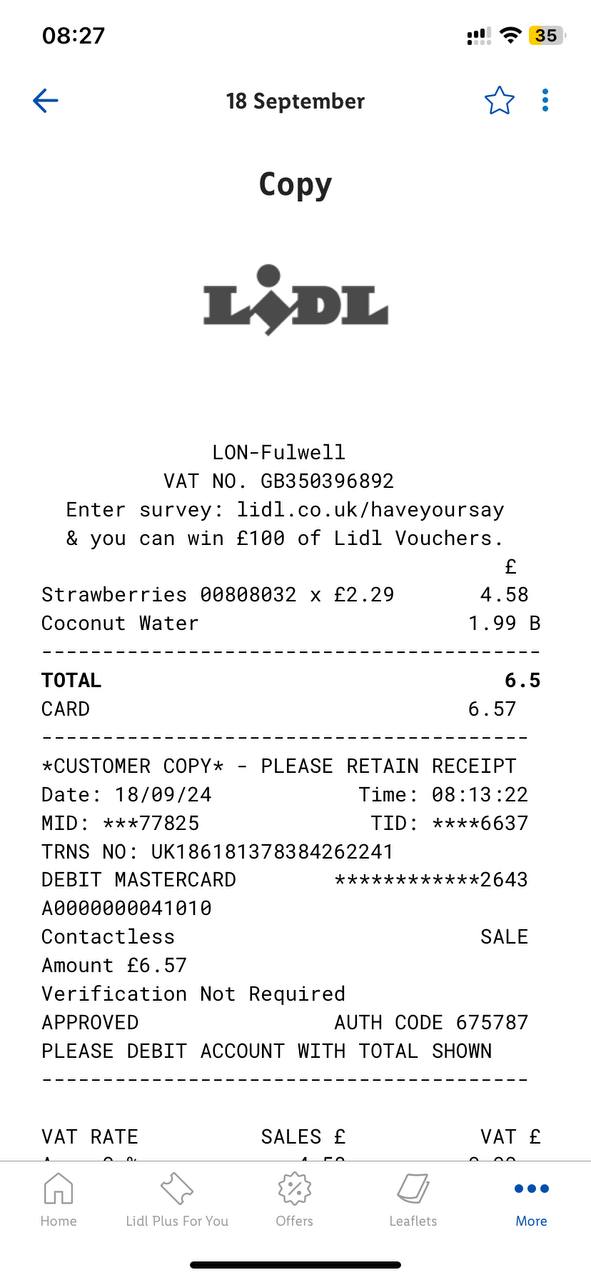 08:27
35
18 September
Copy
LIDL
LON-Fulwell
VAT NO. GB350396892
Enter survey: lidl.co.uk/haveyoursay
& you can win £100 of Lidl Vouchers.
£
Strawberries 00808032 x £2.29 4.58
Coconut Water 1.99 B
-----------------------------------------
TOTAL 6.5
CARD 6.57
----------------------------------------
*CUSTOMER COPY* - PLEASE RETAIN RECEIPT
Date: 18/09/24 Time: 08:13:22
MID: ***77825 TID: ****6637
TRNS NO: UK186181378384262241
DEBIT MASTERCARD ************2643
A0000000041010
Contactless SALE
Amount £6.57
Verification Not Required
APPROVED AUTH CODE 675787
PLEASE DEBIT ACCOUNT WITH TOTAL SHOWN
----------------------------------------
VAT RATE SALES £ VAT £
Home Lidl Plus For You Offers Leaflets More